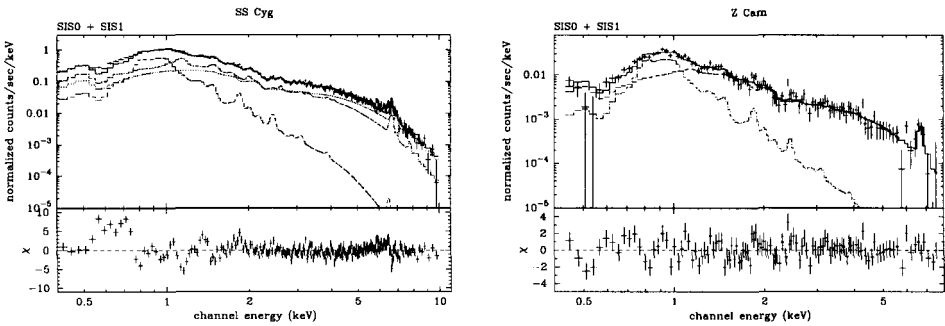 SS Cyg
SIS0 + SIS1
normalized counts/sec/keV
1
0.1
0.01
10⁻³
10⁻⁴
10⁻⁵
10
5
0
−5
−10
χ
0.5 1 2 5 10
channel energy (keV)
Z Cam
SIS0 + SIS1
normalized counts/sec/keV
0.01
10⁻³
10⁻⁴
10⁻⁵
4
2
0
−2
−4
χ
0.5 1 2 5
channel energy (keV)